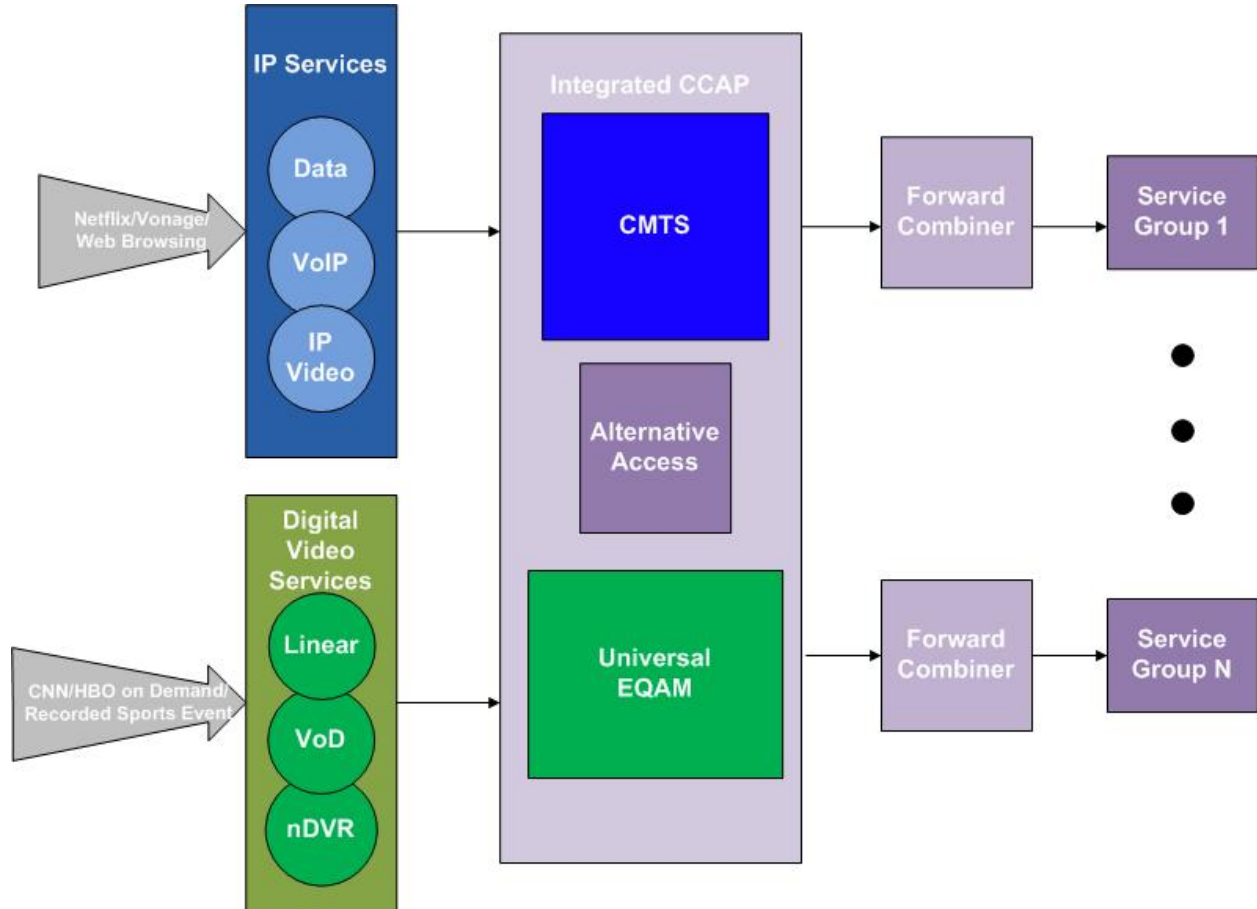 IP Services
Data
VoIP
IP
Video
Netflix/Vonage/
Web Browsing
Digital
Video
Services
Linear
VoD
nDVR
CNN/HBO on Demand/
Recorded Sports Event
Integrated CCAP
CMTS
Alternative
Access
Universal
EQAM
Forward
Combiner
Service
Group 1
Forward
Combiner
Service
Group N